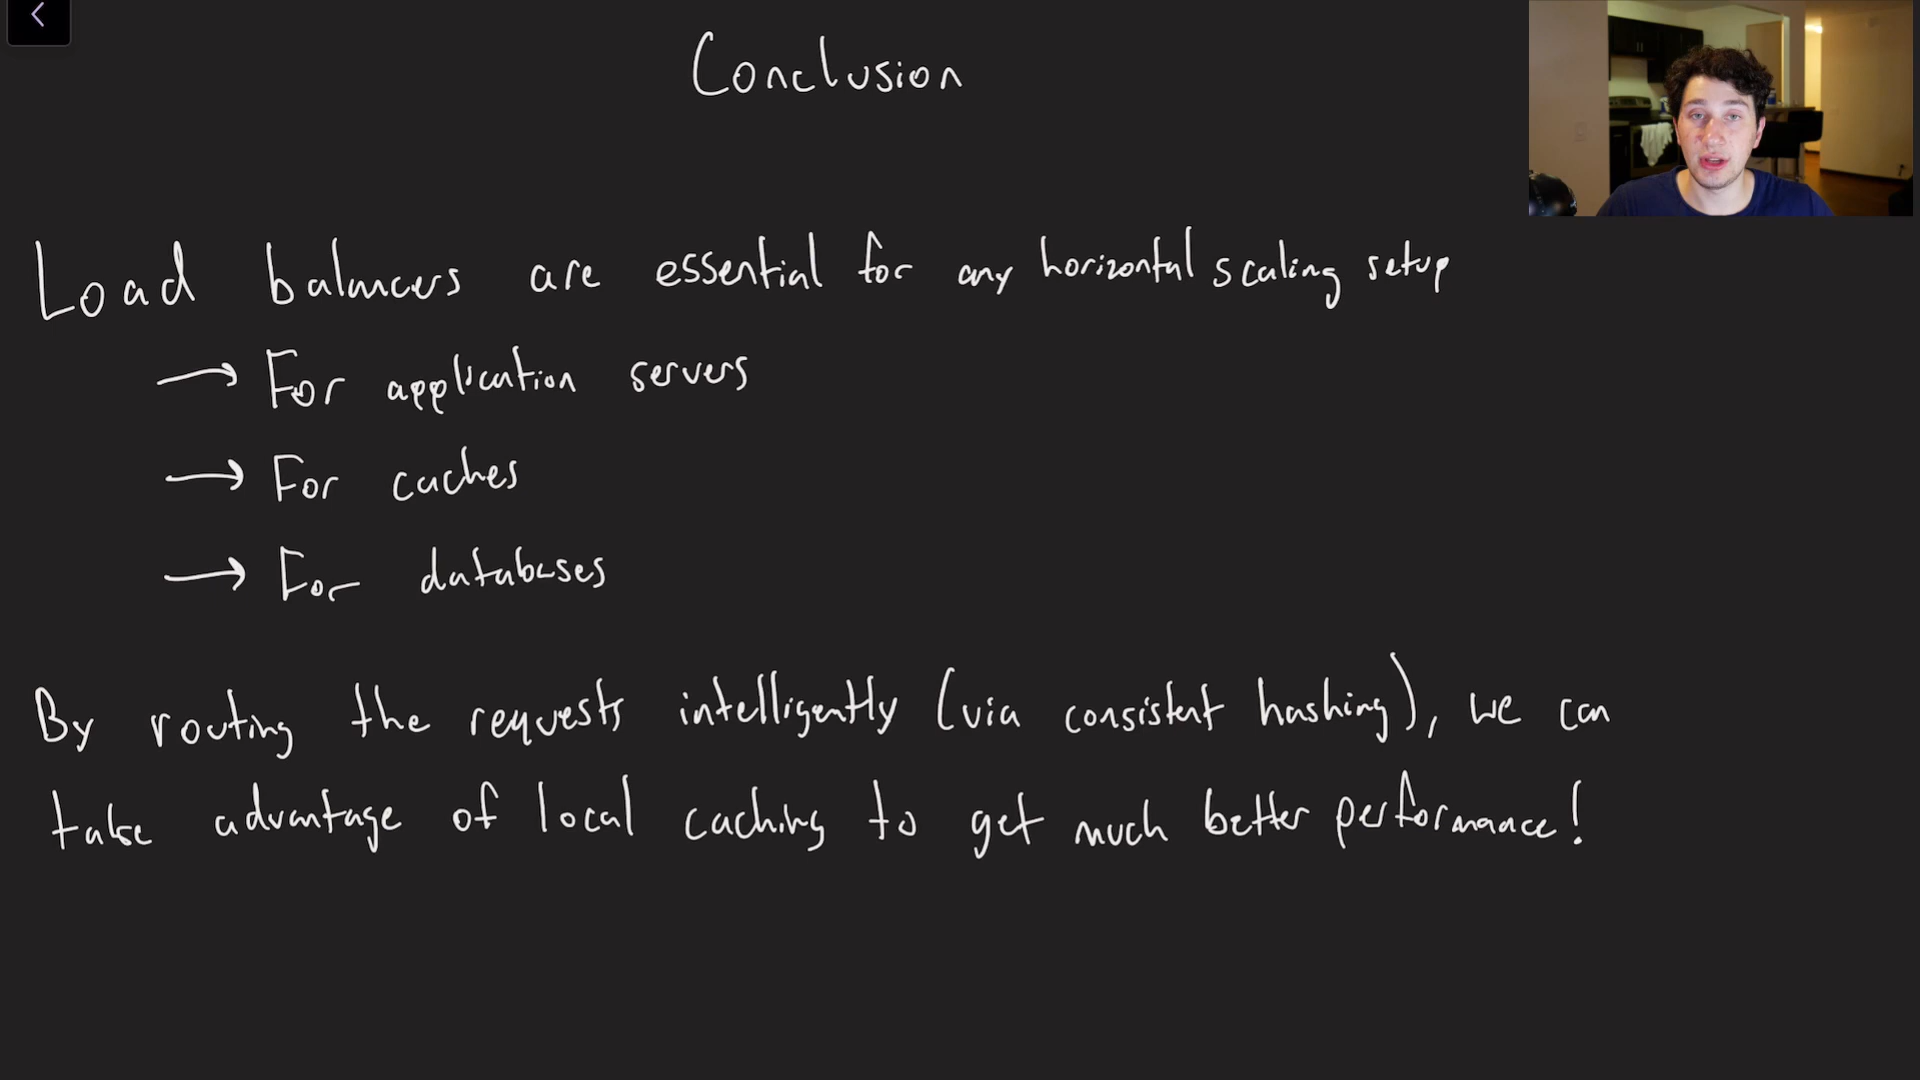 Conclusion
Load balancers are essential for any horizontal scaling setup
→ For application servers
→ For caches
→ For databases
By routing the requests intelligently (via consistent hashing), we can
take advantage of local caching to get much better performance!